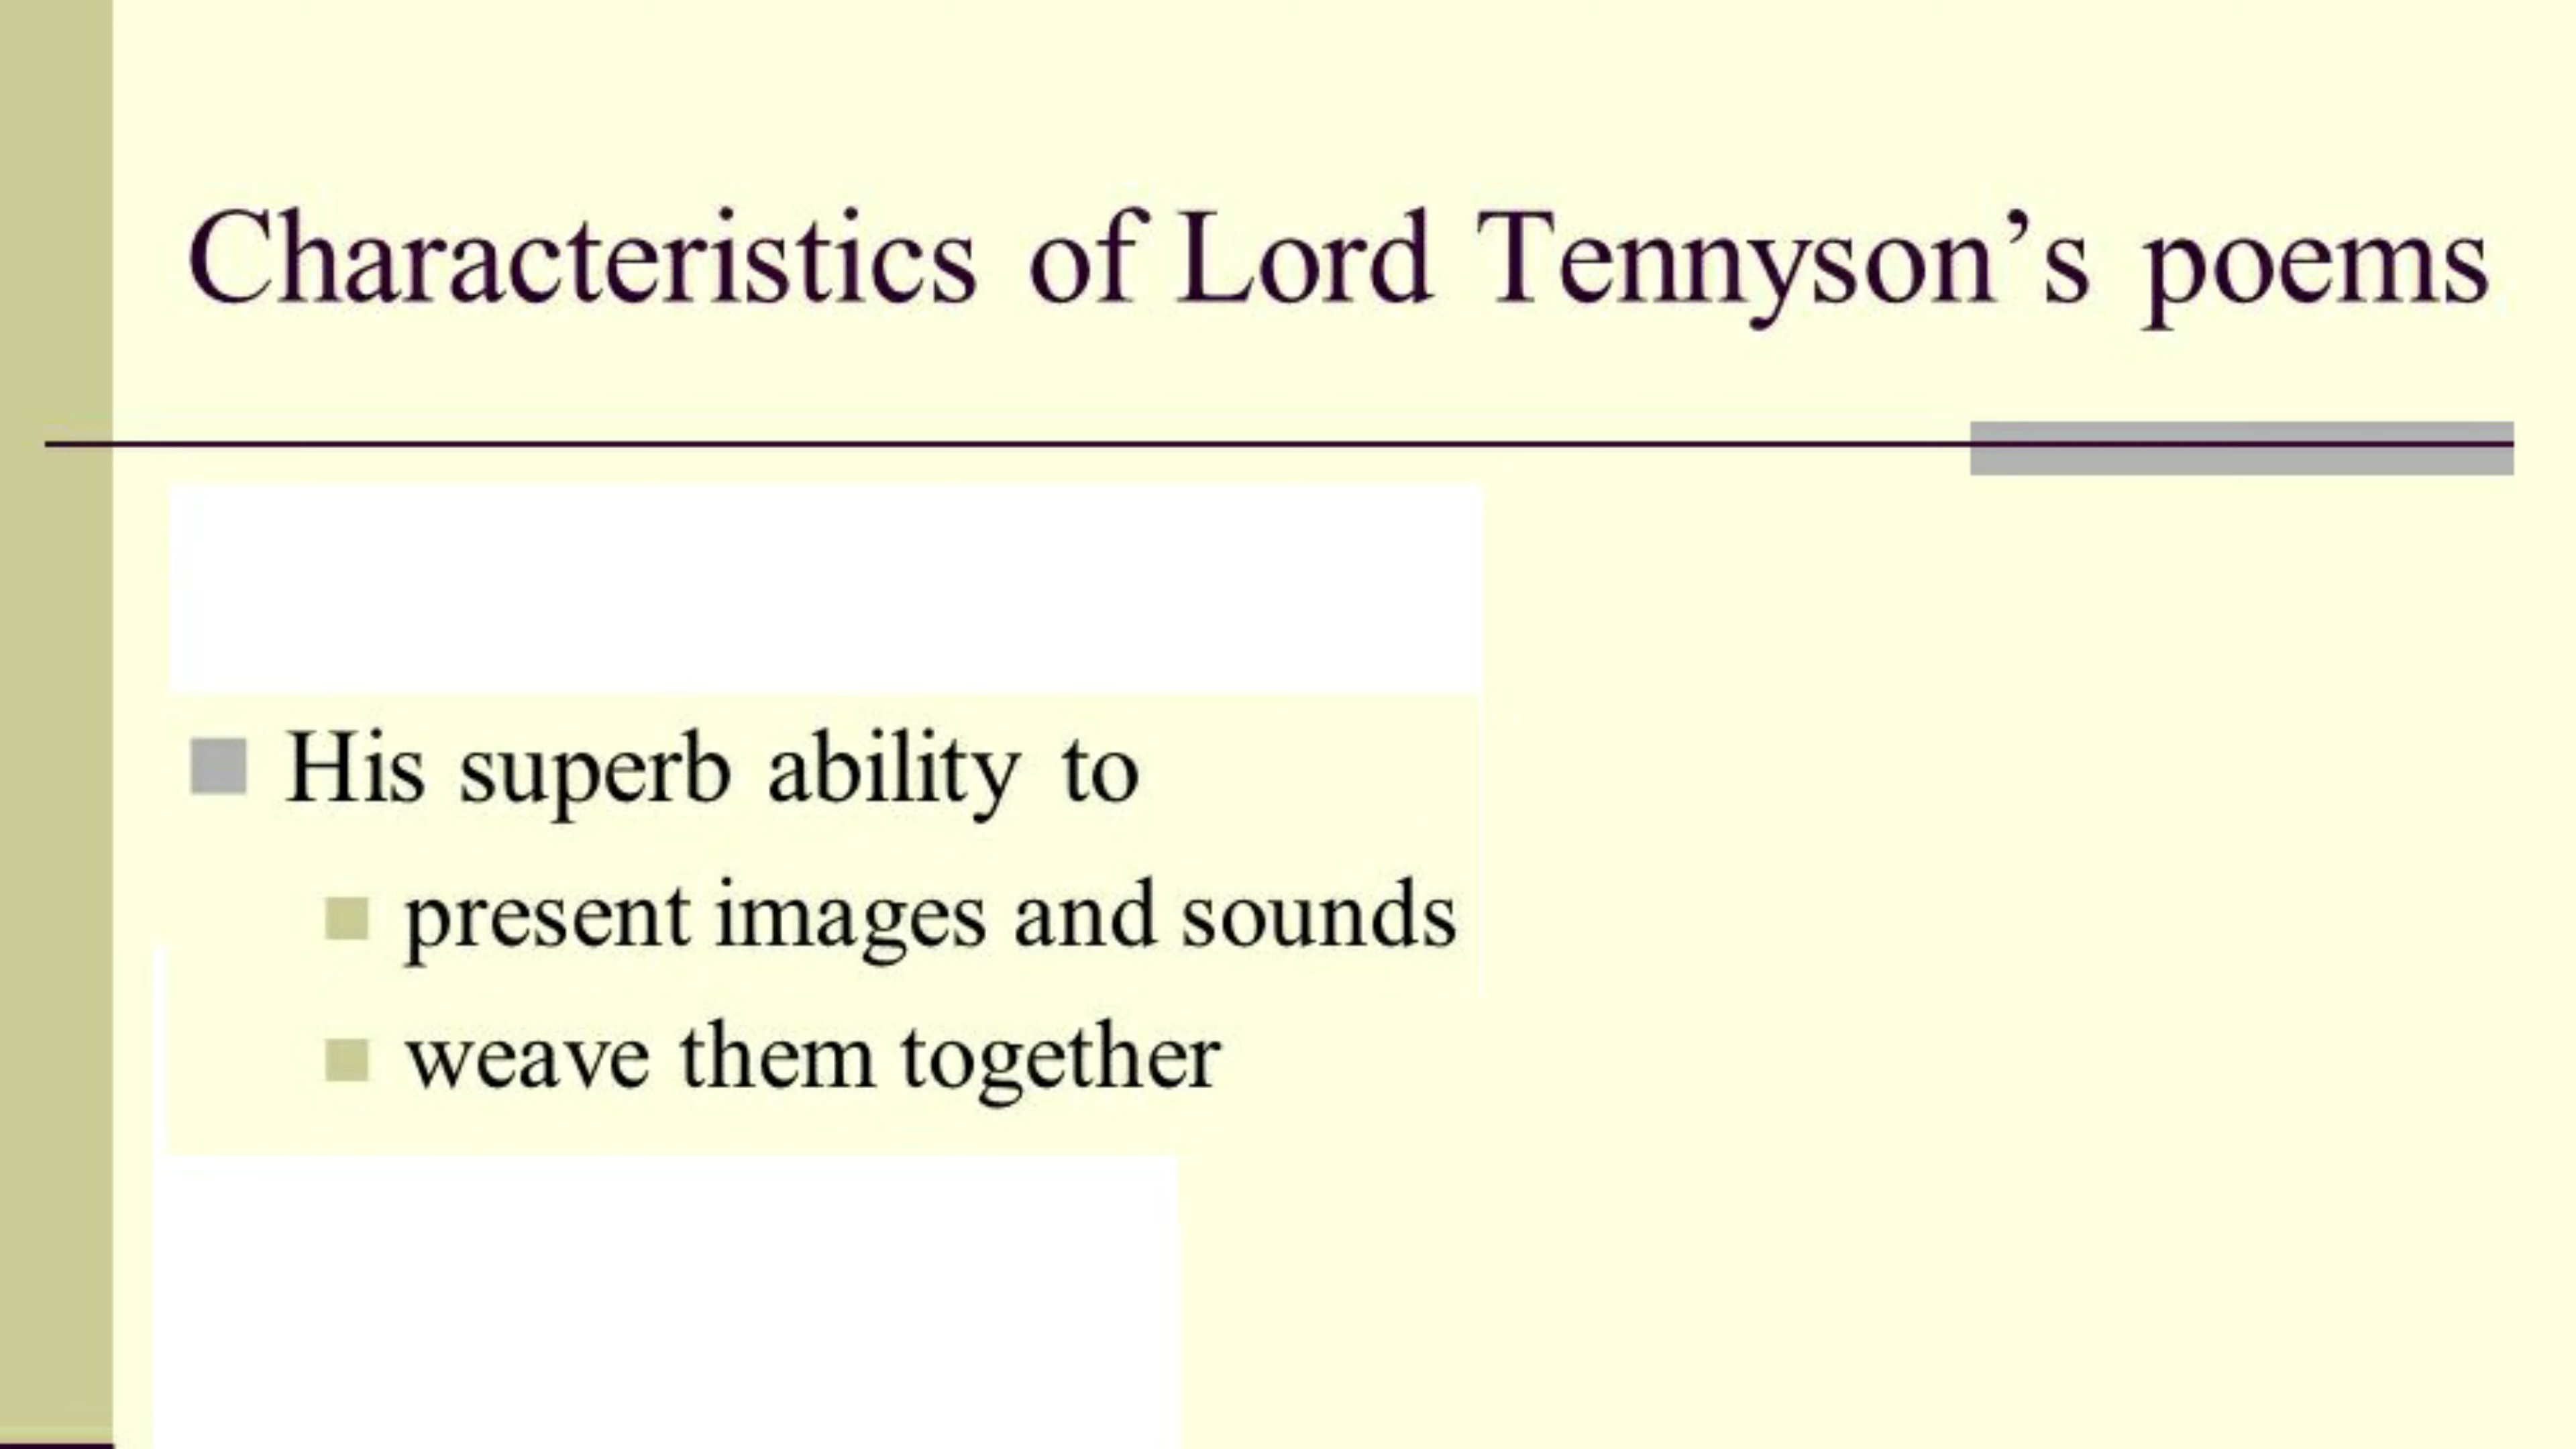 Characteristics of Lord Tennyson’s poems
His superb ability to
present images and sounds
weave them together